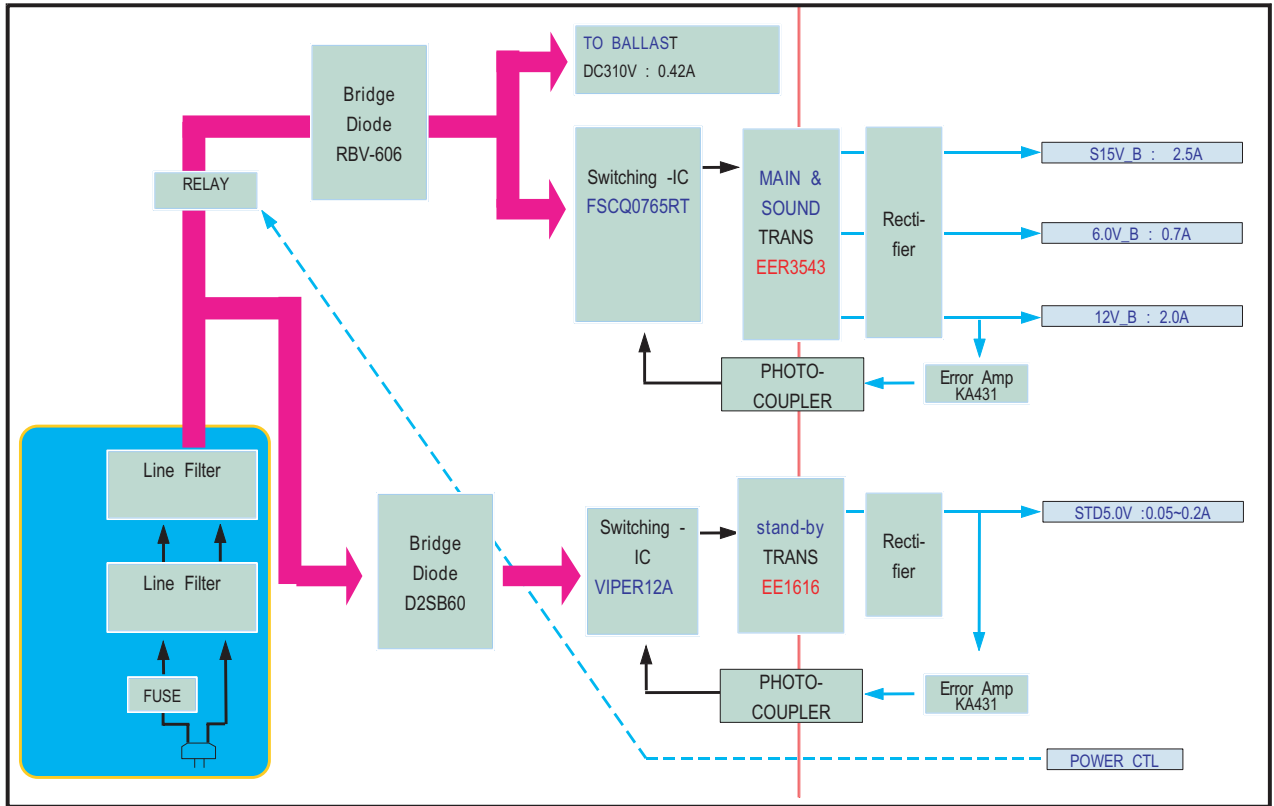 TO BALLAST
DC310V : 0.42A
Bridge
Diode
RBV-606
RELAY
Switching -IC
FSCQ0765RT
MAIN &
SOUND
TRANS
EER3543
Recti-
fier
S15V_B : 2.5A
6.0V_B : 0.7A
12V_B : 2.0A
PHOTO-
COUPLER
Error Amp
KA431
Line Filter
Line Filter
FUSE
Bridge
Diode
D2SB60
Switching -
IC
VIPER12A
stand-by
TRANS
EE1616
Recti-
fier
STD5.0V :0.05~0.2A
PHOTO-
COUPLER
Error Amp
KA431
POWER CTL